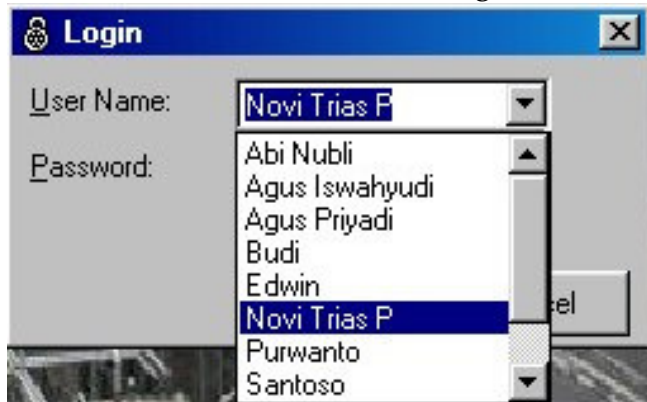 Login
User Name:
Novi Trias P
Password:
Abi Nubli
Agus Iswahyudi
Agus Priyadi
Budi
Edwin
Novi Trias P
Purwanto
Santoso